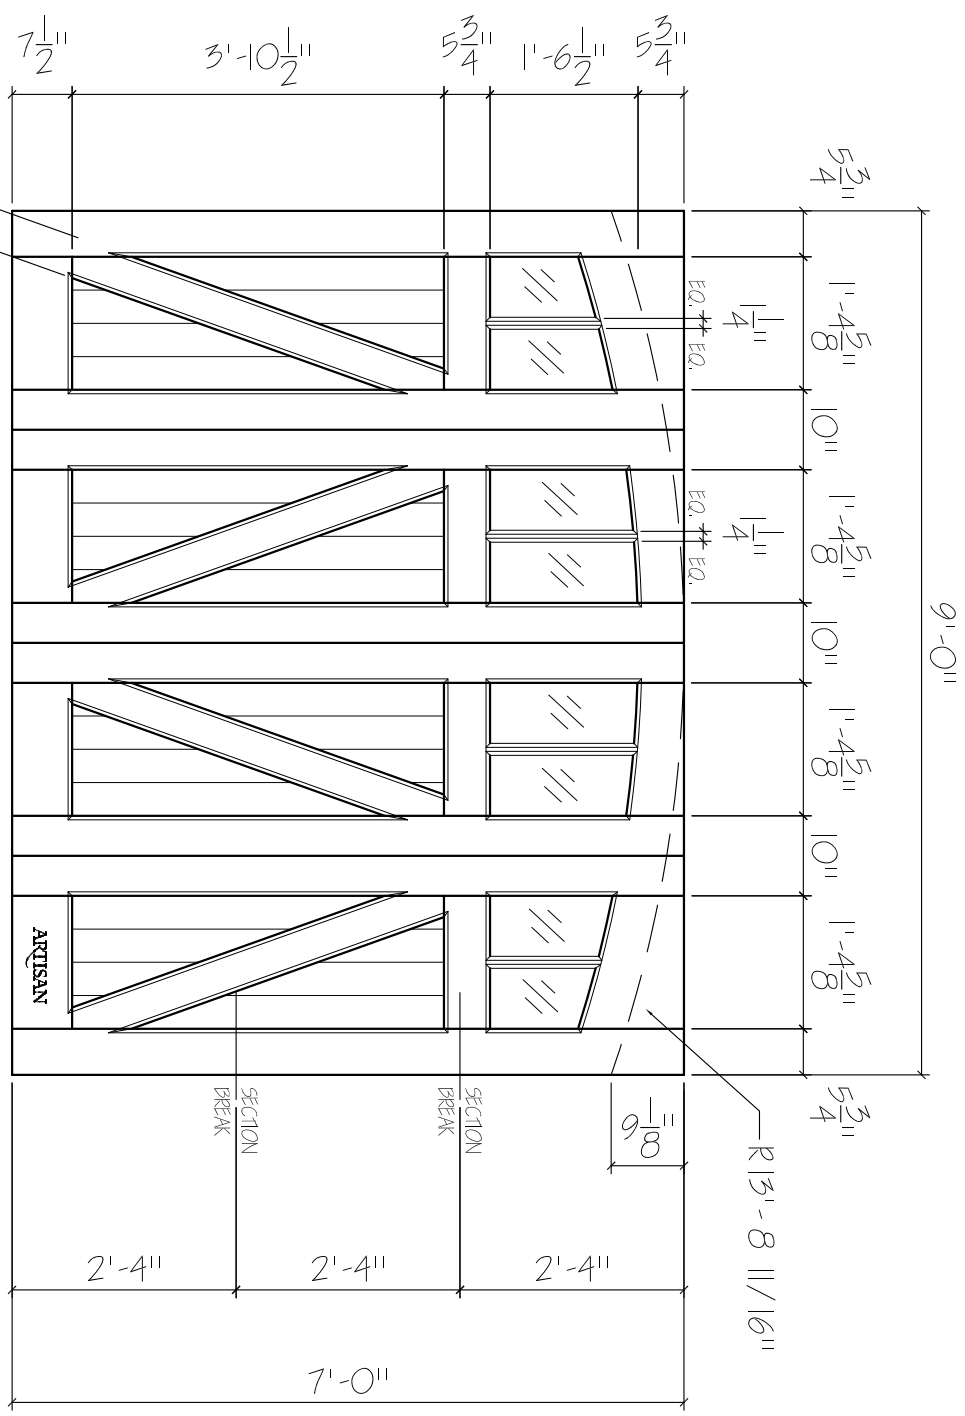 9'-0"
5 3/4" 1'-4 5/8" 10" 1'-4 5/8" 10" 1'-4 5/8" 10" 1'-4 5/8" 5 3/4"
1 1/4" 1 1/4"
EQ. EQ. EQ. EQ.
R 13'-8 11/16"
5 3/4"
1'-6 1/2"
5 3/4"
3'-10 1/2"
7 1/2"
9 1/8"
SECTION
BREAK
SECTION
BREAK
2'-4"
2'-4"
2'-4"
7'-0"
ARTISAN